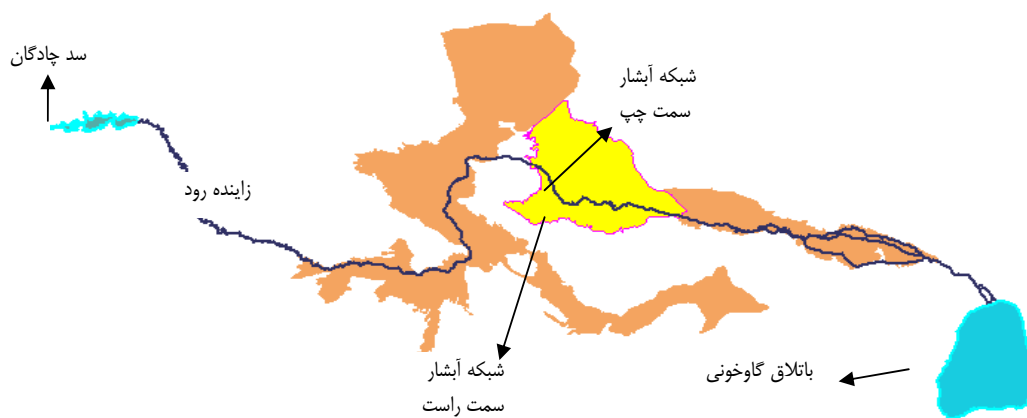 سد چادگان
شبکه آبشار
سمت چپ
زاینده رود
شبکه آبشار
سمت راست
باتلاق گاوخونی